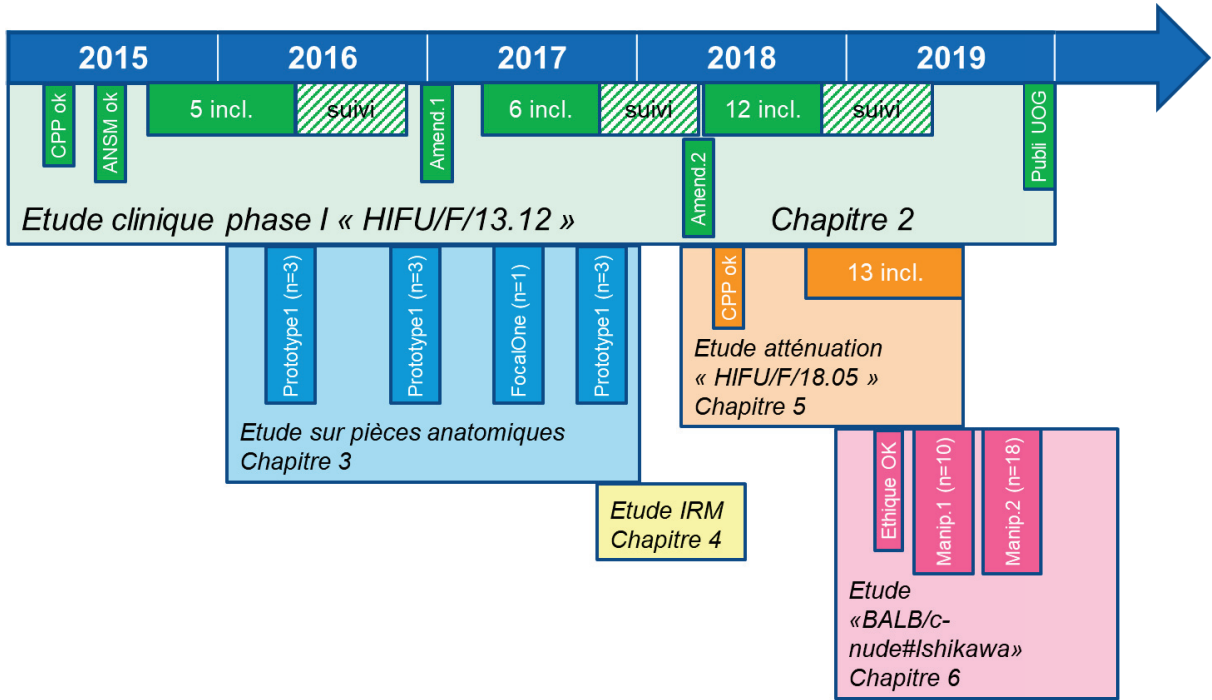 2015 2016 2017 2018 2019
CPP ok
ANSM ok
5 incl.
suivi
Amend.1
6 incl.
suivi
Amend.2
12 incl.
suivi
Publi UOG
Etude clinique phase I « HIFU/F/13.12 »
Chapitre 2
Prototype1 (n=3)
Prototype1 (n=3)
FocalOne (n=1)
Prototype1 (n=3)
Etude sur pièces anatomiques
Chapitre 3
Etude IRM
Chapitre 4
CPP ok
13 incl.
Etude atténuation
« HIFU/F/18.05 »
Chapitre 5
Ethique OK
Manip.1 (n=10)
Manip.2 (n=18)
Etude
«BALB/c-
nude#Ishikawa»
Chapitre 6